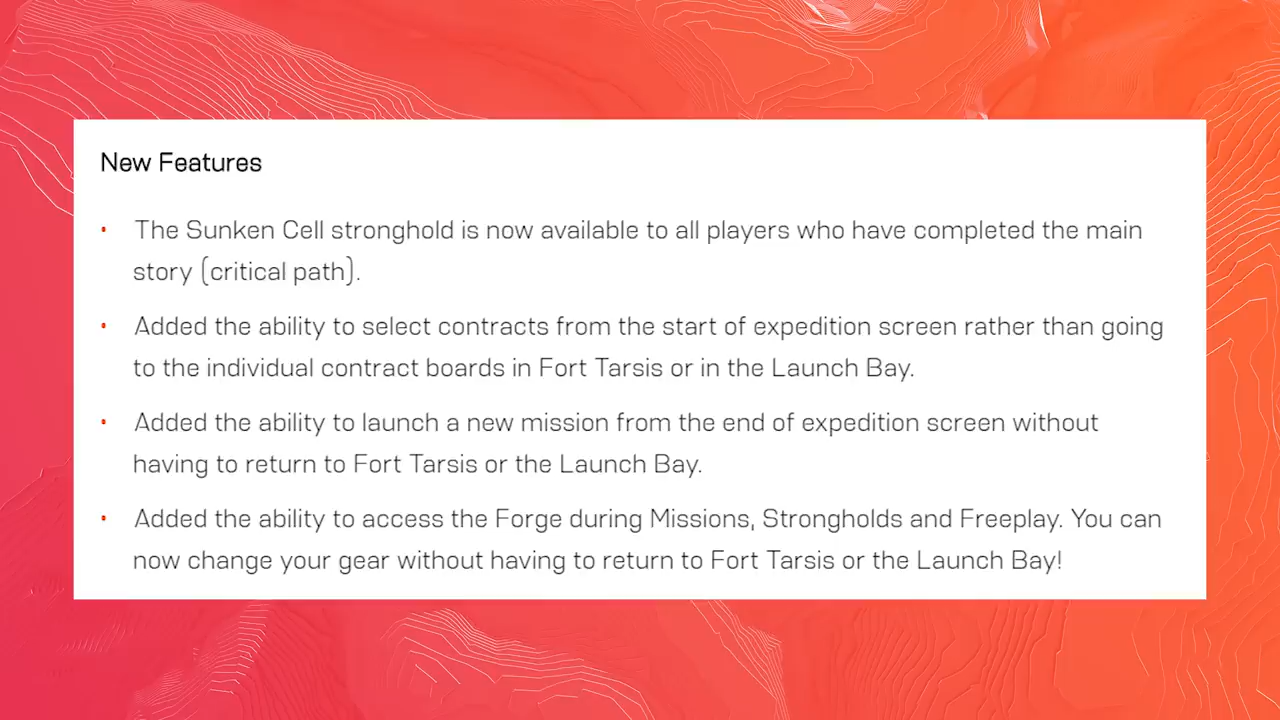 New Features
• The Sunken Cell stronghold is now available to all players who have completed the main
story (critical path).
• Added the ability to select contracts from the start of expedition screen rather than going
to the individual contract boards in Fort Tarsis or in the Launch Bay.
• Added the ability to launch a new mission from the end of expedition screen without
having to return to Fort Tarsis or the Launch Bay.
• Added the ability to access the Forge during Missions, Strongholds and Freeplay. You can
now change your gear without having to return to Fort Tarsis or the Launch Bay!